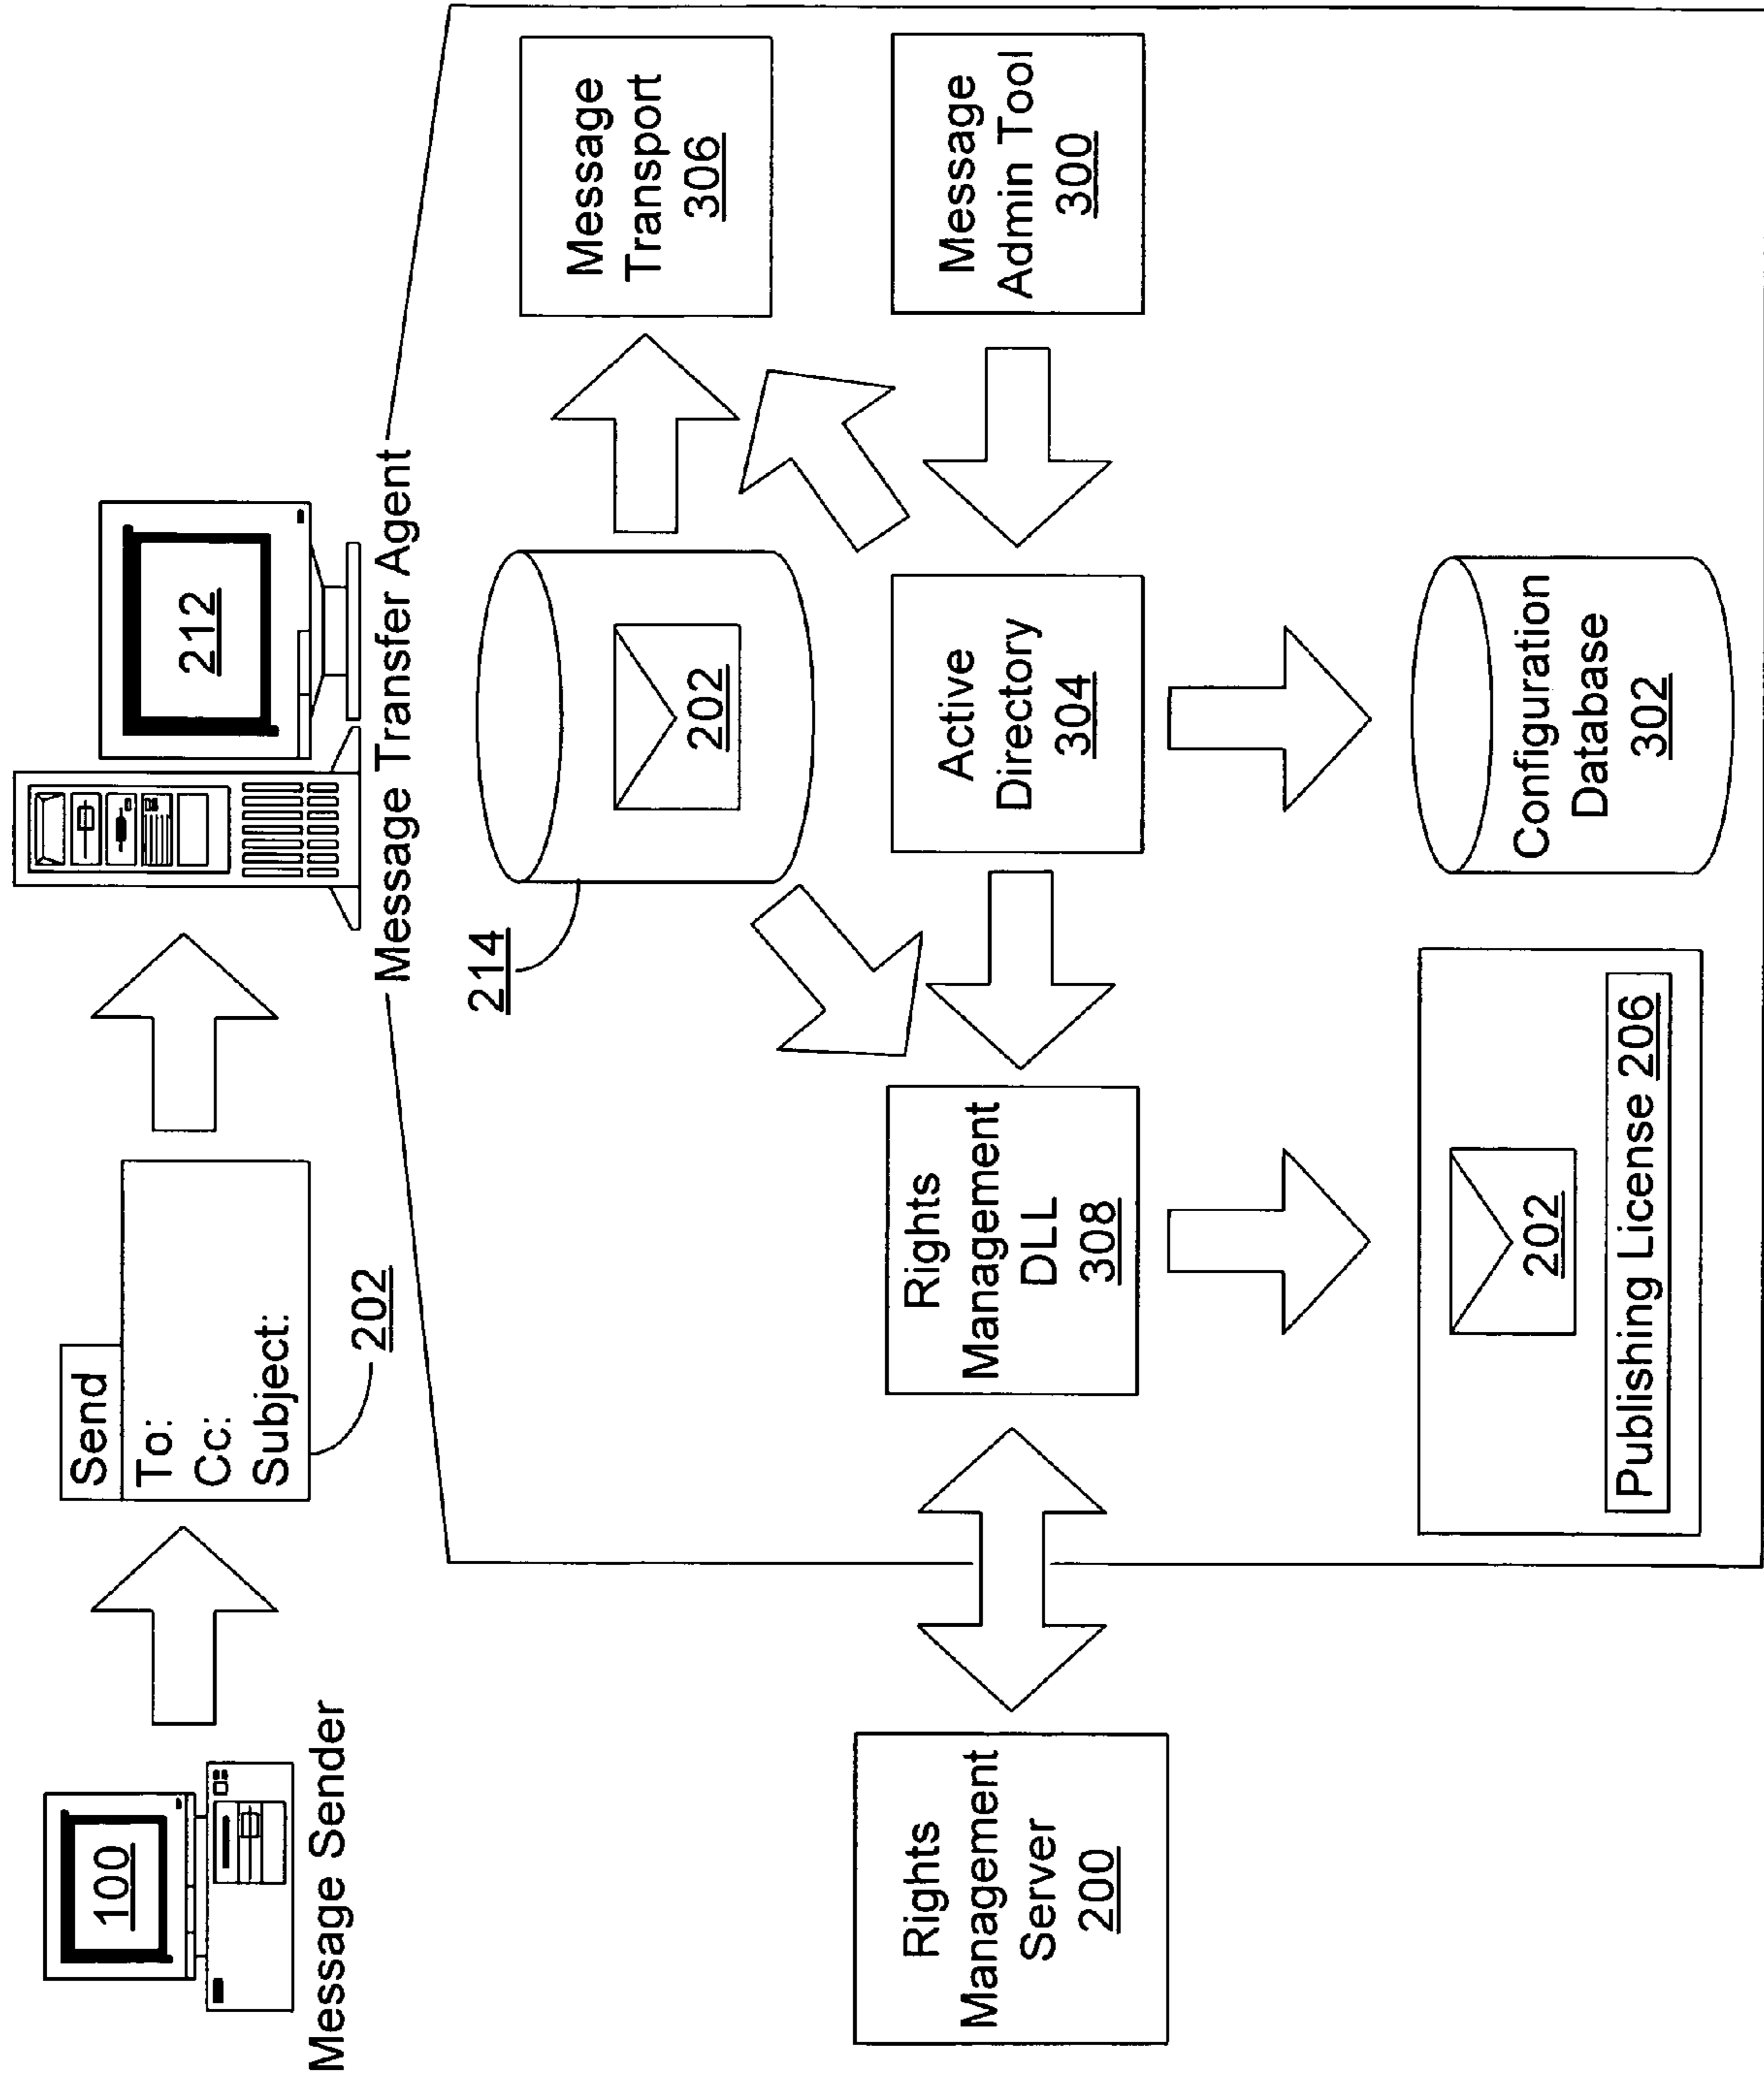 100
Message Sender
Send
To:
Cc:
Subject:
202
212
Message Transfer Agent
214
202
Message
Transport
306
Rights
Management
Server
200
Rights
Management
DLL
308
Active
Directory
304
Message
Admin Tool
300
202
Publishing License 206
Configuration
Database
302